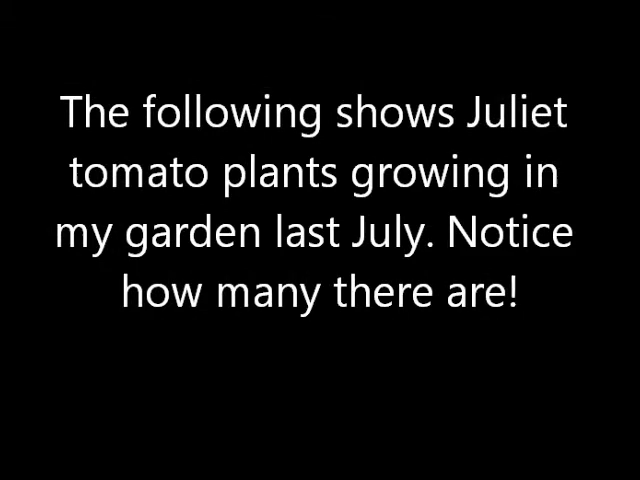 The following shows Juliet
tomato plants growing in
my garden last July. Notice
how many there are!